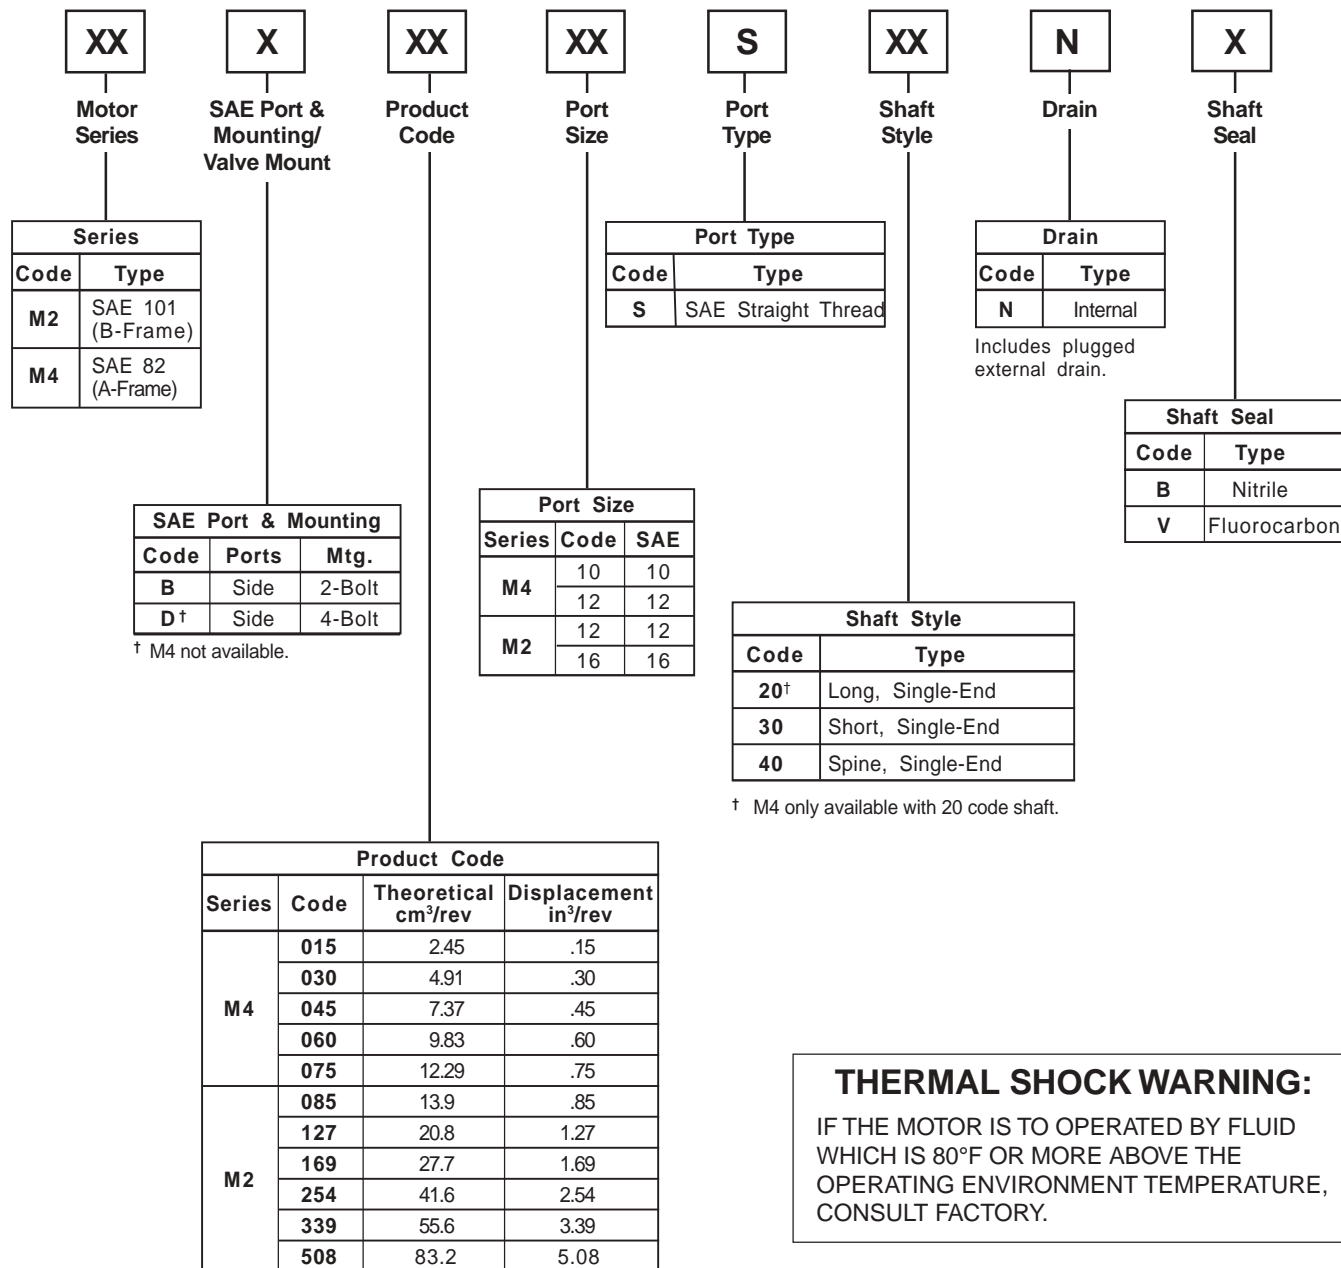 XX X XX XX S XX N X
Motor Series
SAE Port & Mounting/ Valve Mount
Product Code
Port Size
Port Type
Shaft Style
Drain
Shaft Seal
Series
Code Type
M2 SAE 101 (B-Frame)
M4 SAE 82 (A-Frame)
Port Type
Code Type
S SAE Straight Thread
Drain
Code Type
N Internal
Includes plugged
external drain.
Shaft Seal
Code Type
B Nitrile
V Fluorocarbon
SAE Port & Mounting
Code Ports Mtg.
B Side 2-Bolt
D† Side 4-Bolt
† M4 not available.
Port Size
Series Code SAE
M4 10 10
12 12
M2 12 12
16 16
Shaft Style
Code Type
20† Long, Single-End
30 Short, Single-End
40 Spine, Single-End
† M4 only available with 20 code shaft.
Product Code
Series Code Theoretical cm³/rev Displacement in³/rev
M4 015 2.45 .15
030 4.91 .30
045 7.37 .45
060 9.83 .60
075 12.29 .75
M2 085 13.9 .85
127 20.8 1.27
169 27.7 1.69
254 41.6 2.54
339 55.6 3.39
508 83.2 5.08
THERMAL SHOCK WARNING:
IF THE MOTOR IS TO OPERATED BY FLUID
WHICH IS 80°F OR MORE ABOVE THE
OPERATING ENVIRONMENT TEMPERATURE,
CONSULT FACTORY.